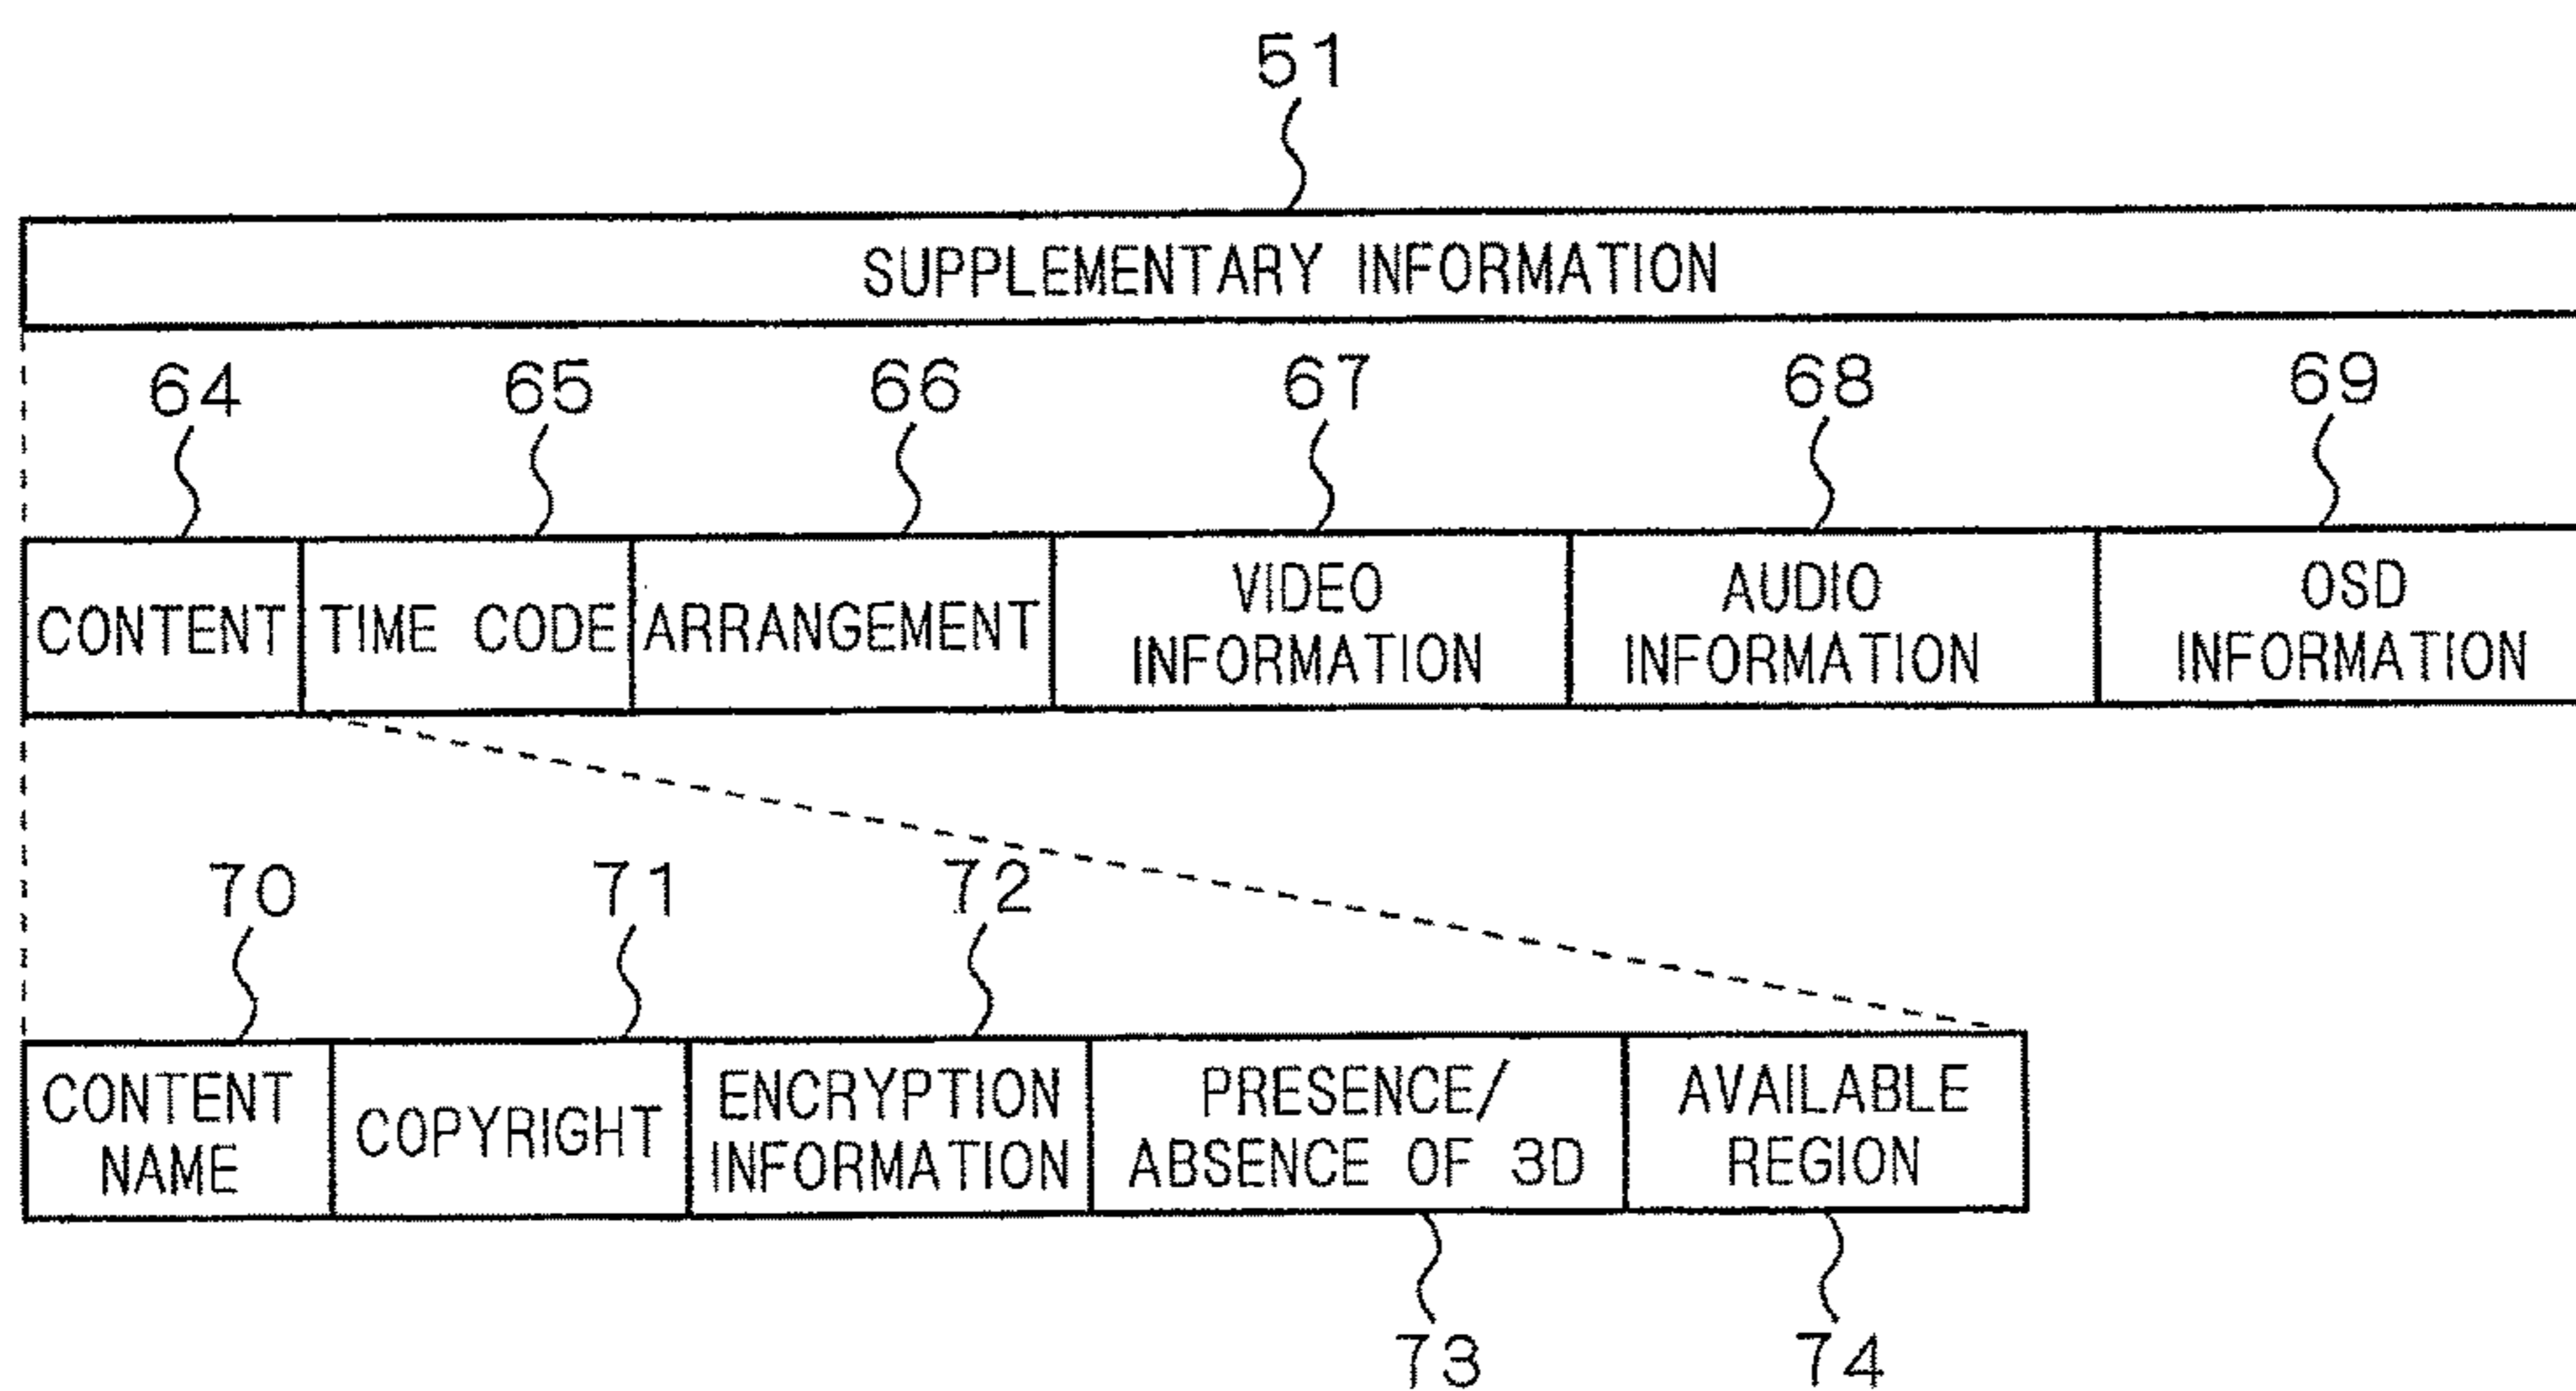 51
SUPPLEMENTARY INFORMATION
64 65 66 67 68 69
CONTENT
TIME CODE
ARRANGEMENT
VIDEO
INFORMATION
AUDIO
INFORMATION
OSD
INFORMATION
70 71 72
CONTENT
NAME
COPYRIGHT
ENCRYPTION
INFORMATION
PRESENCE/
ABSENCE OF 3D
AVAILABLE
REGION
73 74